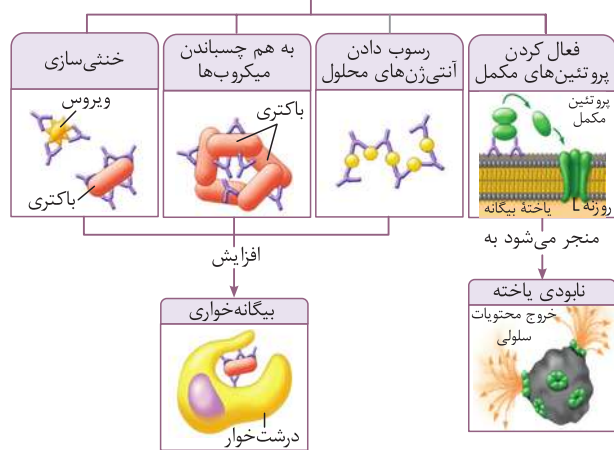 فعال کردن
پروتئین‌های مکمل
پروتئین
مکمل
روزنه
یاختهٔ بیگانه
رسوب دادن
آنتی‌ژن‌های محلول
به هم چسباندن
میکروب‌ها
باکتری
خنثی‌سازی
ویروس
باکتری
منجر می‌شود به
افزایش
نابودی یاخته
خروج محتویات
سلولی
بیگانه‌خواری
درشت‌خوار